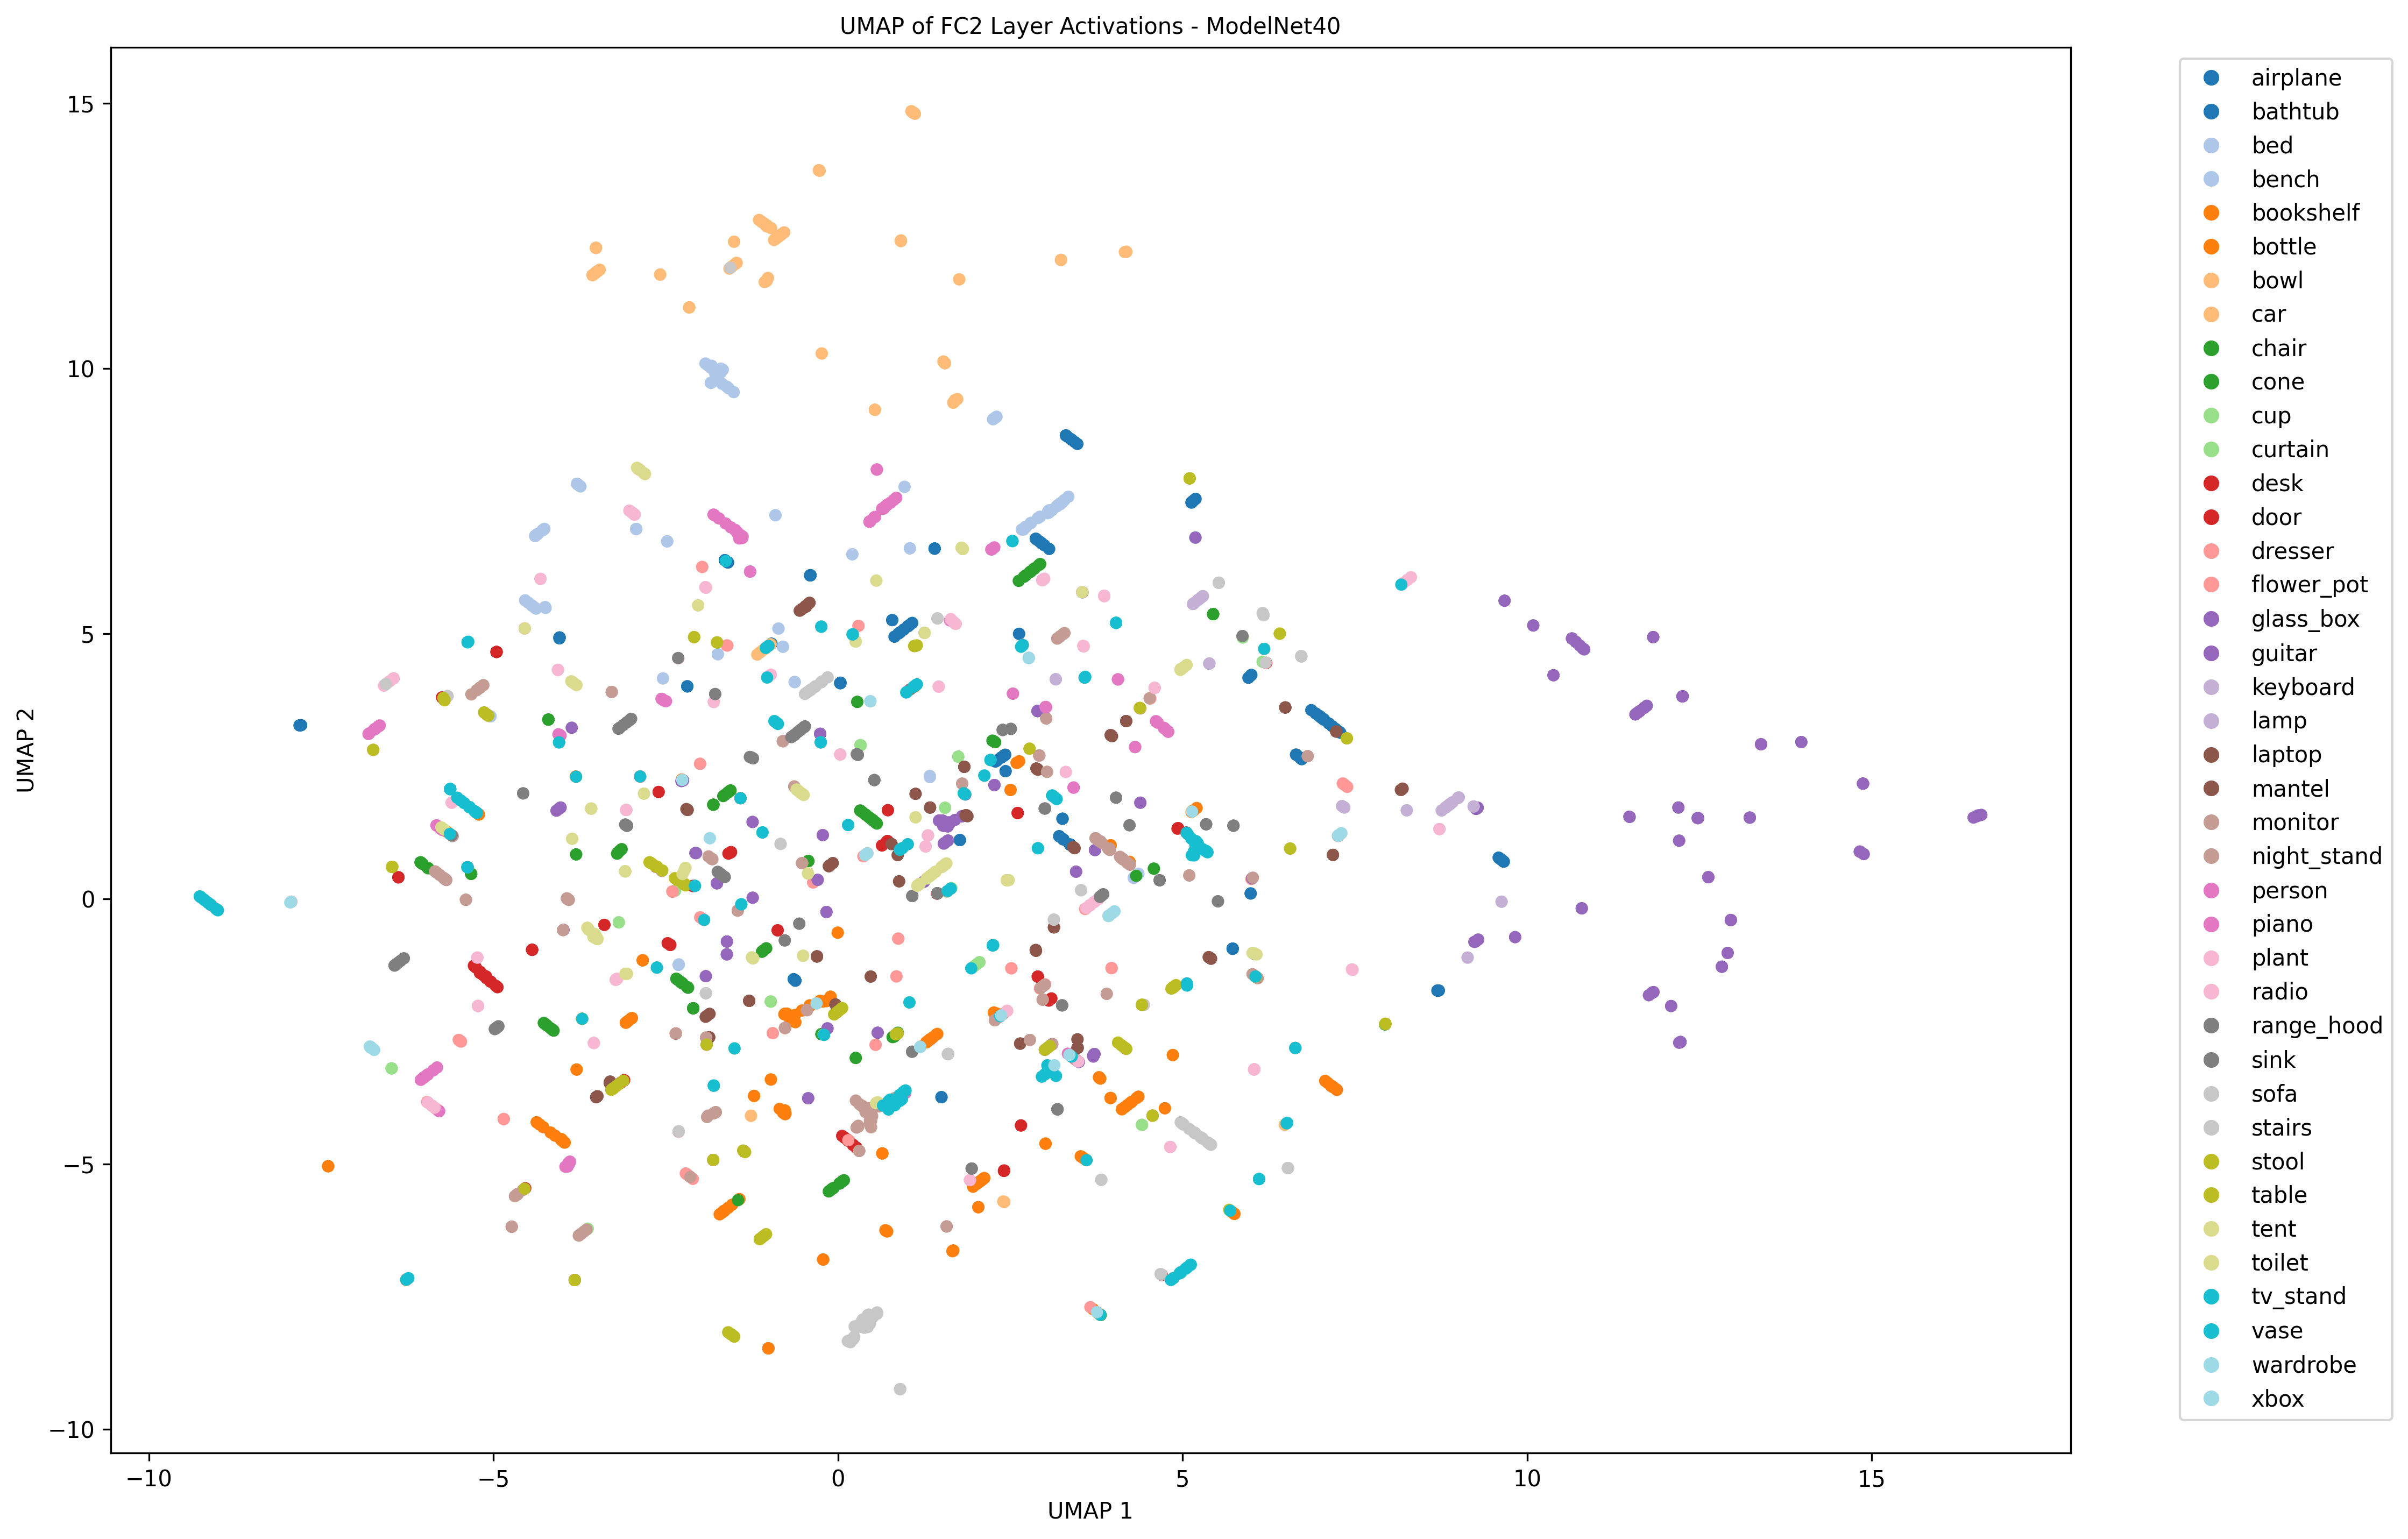 UMAP of FC2 Layer Activations - ModelNet40
15
10
5
0
−5
−10
UMAP 2
−10
−5
0
5
10
15
UMAP 1
airplane
bathtub
bed
bench
bookshelf
bottle
bowl
car
chair
cone
cup
curtain
desk
door
dresser
flower_pot
glass_box
guitar
keyboard
lamp
laptop
mantel
monitor
night_stand
person
piano
plant
radio
range_hood
sink
sofa
stairs
stool
table
tent
toilet
tv_stand
vase
wardrobe
xbox